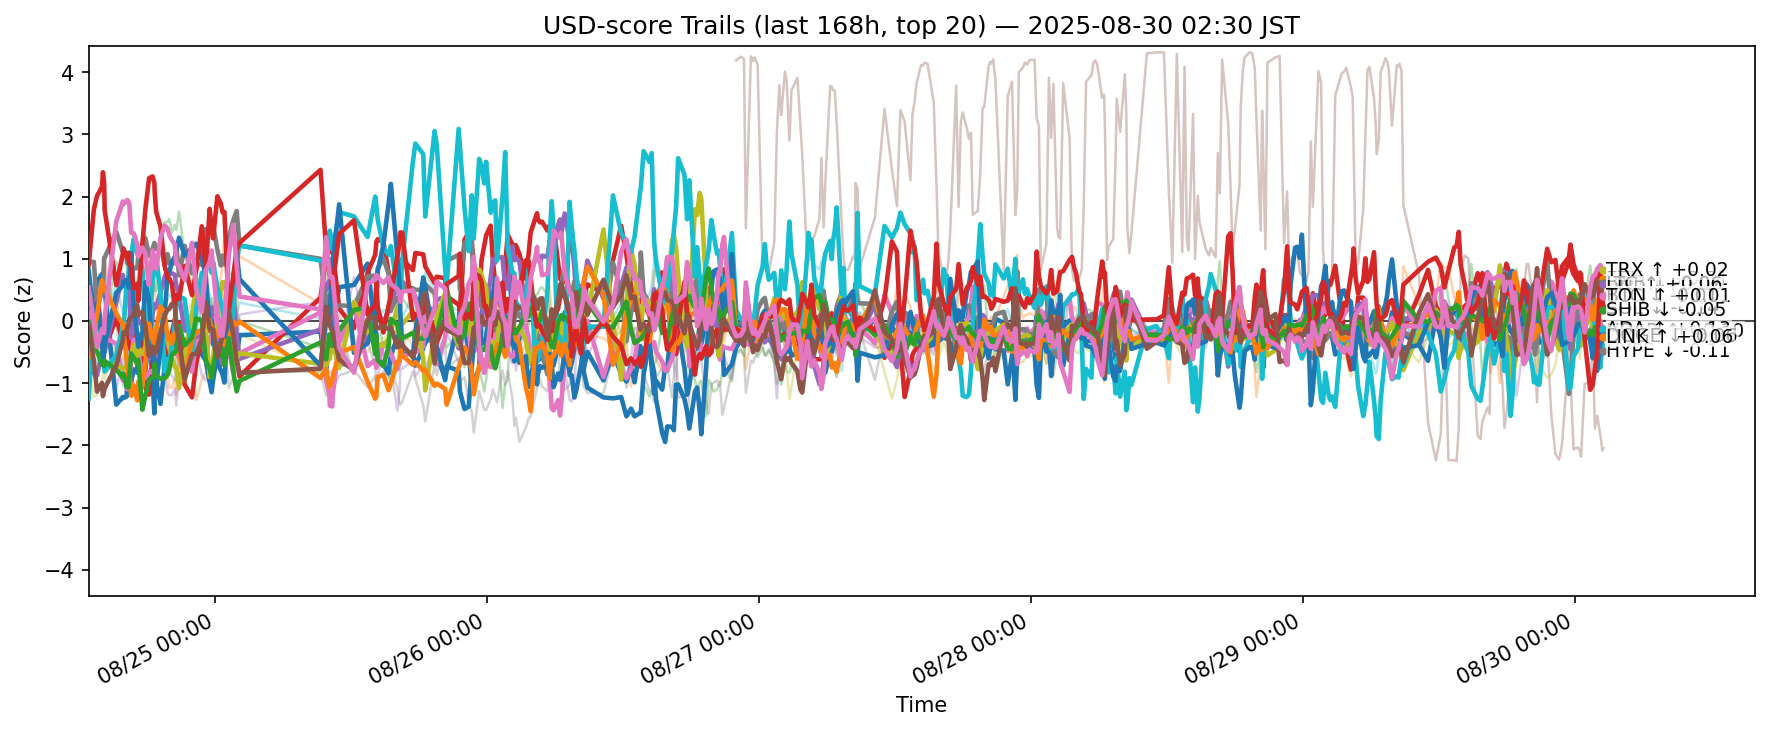 USD-score Trails (last 168h, top 20) — 2025-08-30 02:30 JST
Score (z)
4
3
2
1
0
−1
−2
−3
−4
TRX ↑ +0.02
TON ↑ +0.01
SHIB ↓ -0.05
LINK ↑ +0.06
HYPE ↓ -0.11
08/25 00:00
08/26 00:00
08/27 00:00
08/28 00:00
08/29 00:00
08/30 00:00
Time